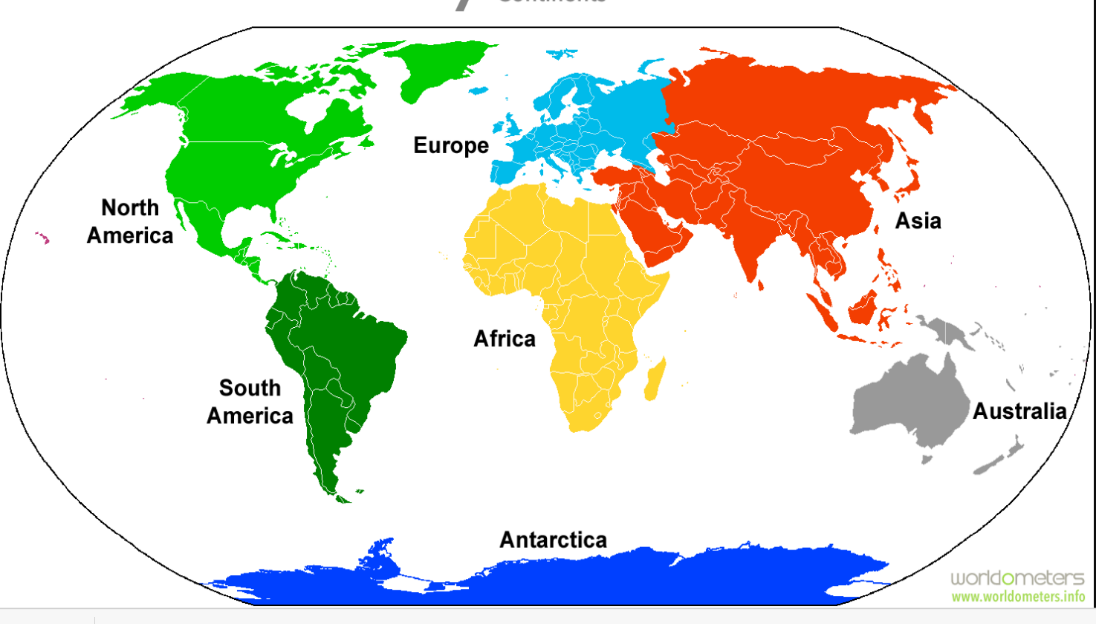 Europe
North
America
Asia
Africa
South
America
Australia
Antarctica
worldometers
www.worldometers.info